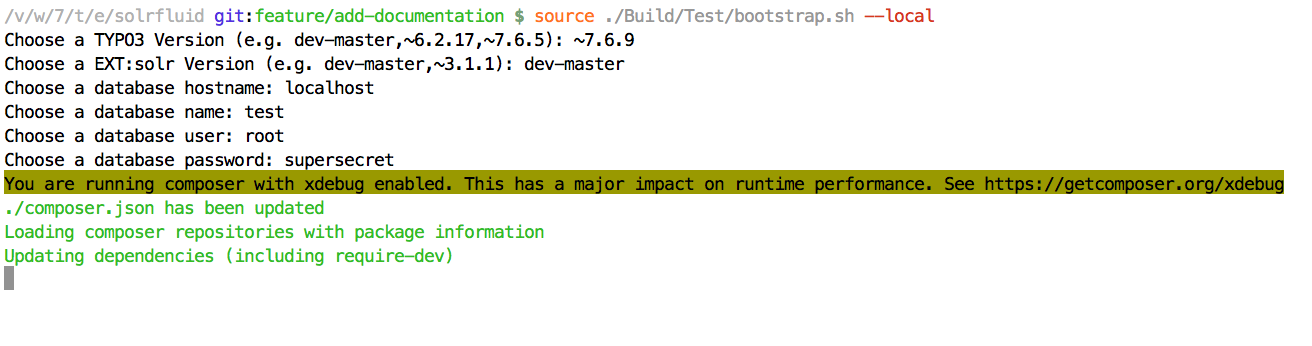 /v/w/7/t/e/solrfluid git:feature/add-documentation $ source ./Build/Test/bootstrap.sh --local
Choose a TYPO3 Version (e.g. dev-master,~6.2.17,~7.6.5): ~7.6.9
Choose a EXT:solr Version (e.g. dev-master,~3.1.1): dev-master
Choose a database hostname: localhost
Choose a database name: test
Choose a database user: root
Choose a database password: supersecret
You are running composer with xdebug enabled. This has a major impact on runtime performance. See https://getcomposer.org/xdebug
./composer.json has been updated
Loading composer repositories with package information
Updating dependencies (including require-dev)